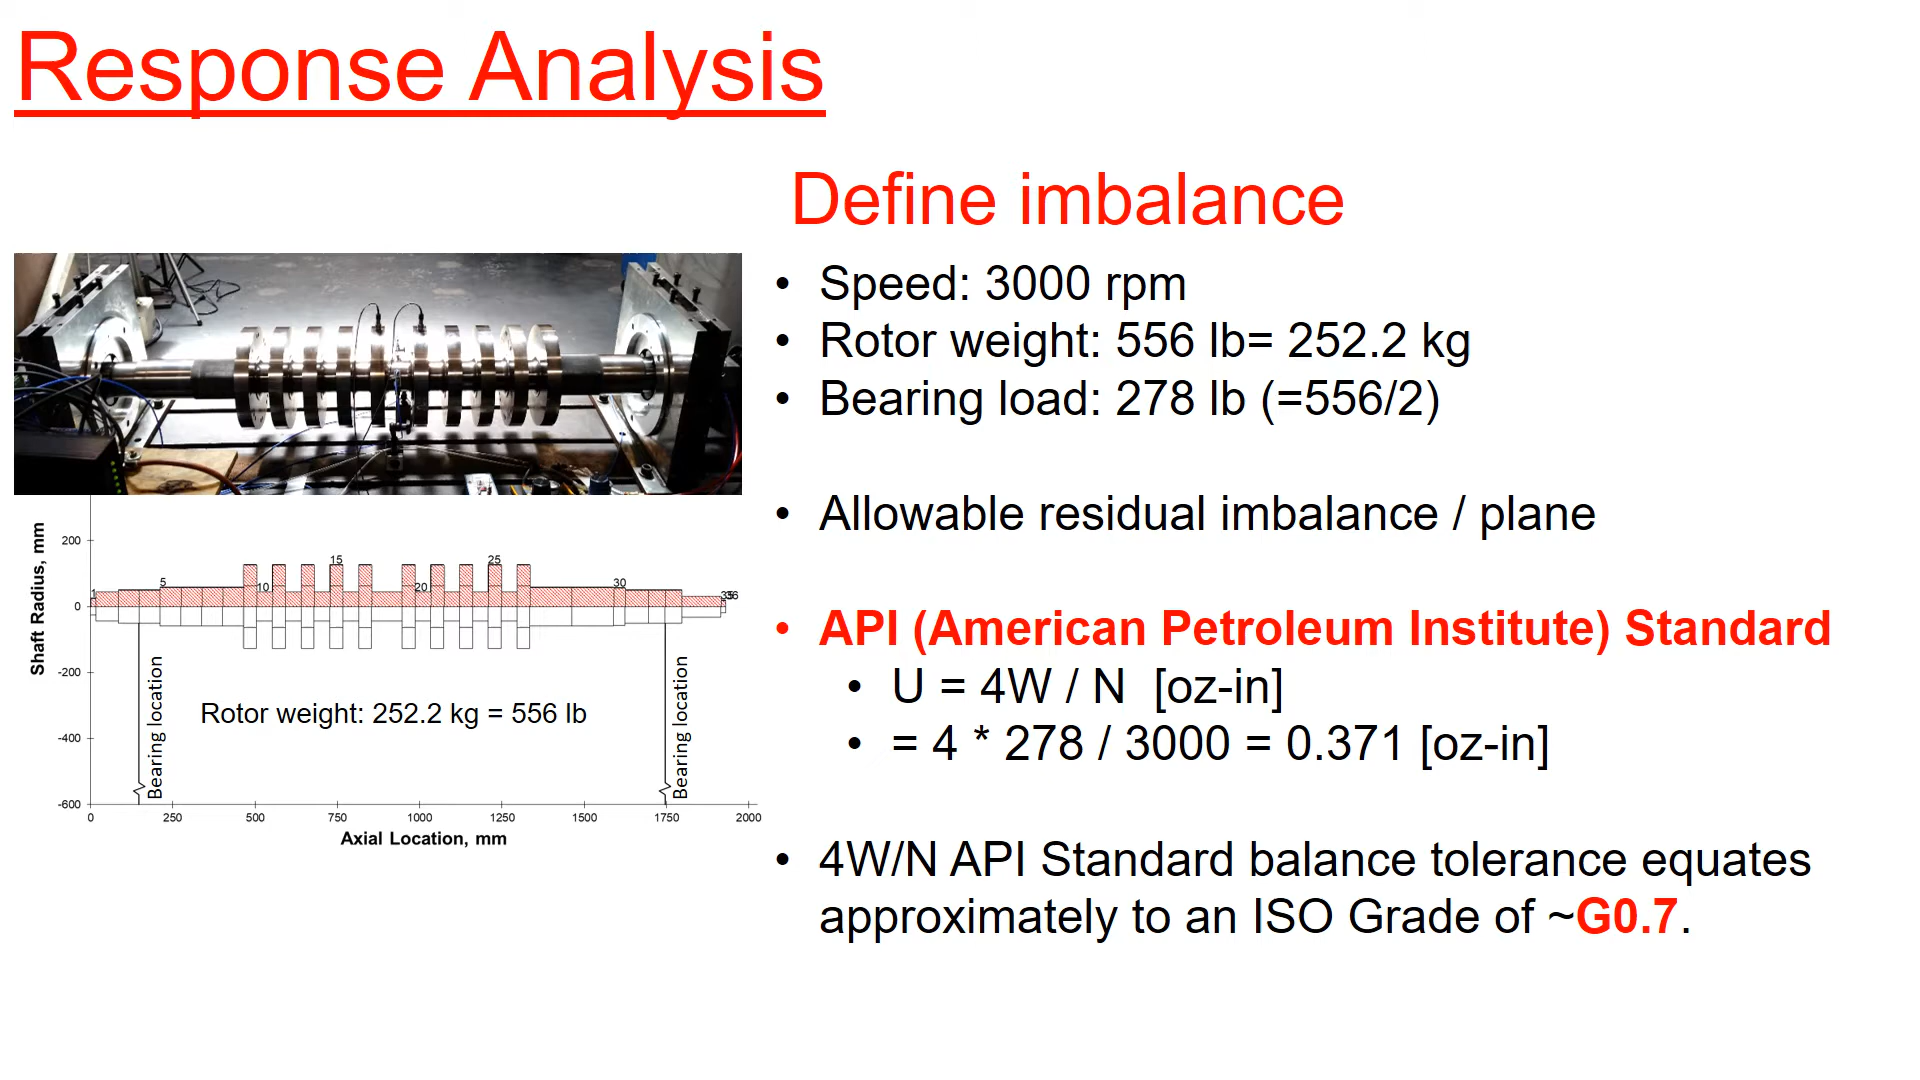 Response Analysis
Define imbalance
• Speed: 3000 rpm
• Rotor weight: 556 lb= 252.2 kg
• Bearing load: 278 lb (=556/2)
• Allowable residual imbalance / plane
• API (American Petroleum Institute) Standard
• U = 4W / N [oz-in]
• = 4 * 278 / 3000 = 0.371 [oz-in]
• 4W/N API Standard balance tolerance equates
approximately to an ISO Grade of ~G0.7.
Shaft Radius, mm
200
0
-200
-400
-600
1
5
10
15
20
25
30
35
36
Bearing location
Rotor weight: 252.2 kg = 556 lb
Bearing location
0 250 500 750 1000 1250 1500 1750 2000
Axial Location, mm